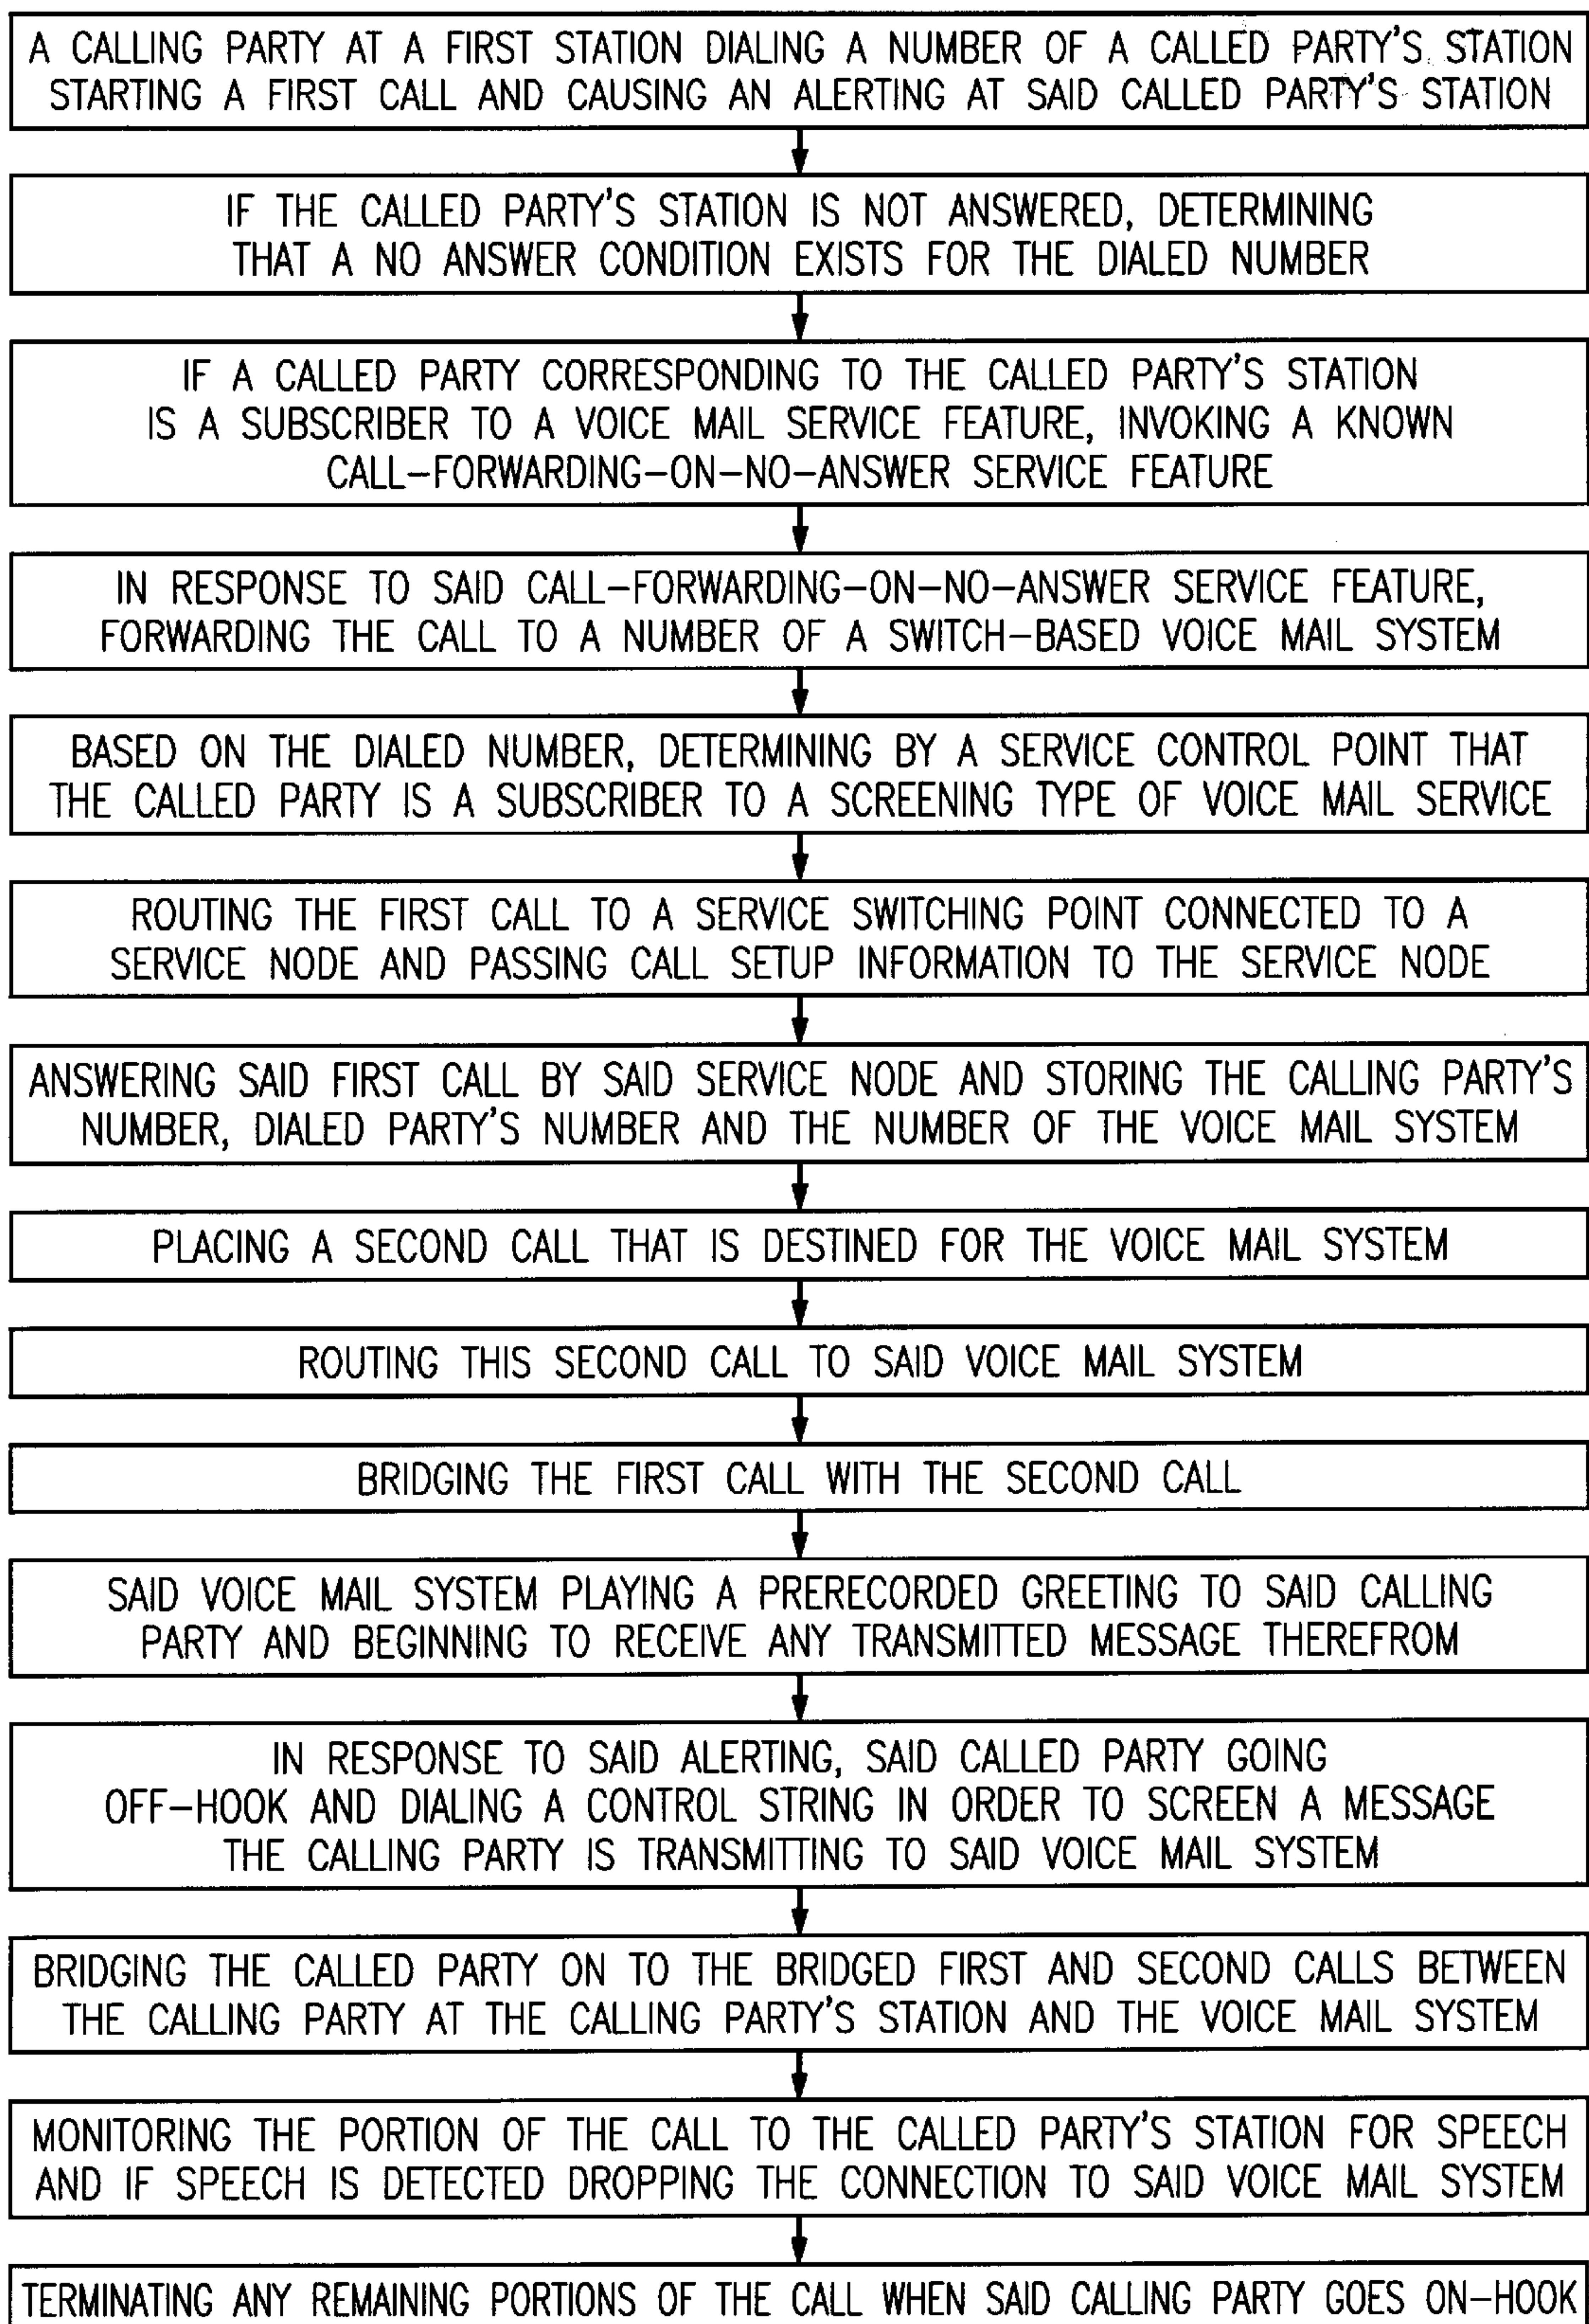 A CALLING PARTY AT A FIRST STATION DIALING A NUMBER OF A CALLED PARTY'S STATION
STARTING A FIRST CALL AND CAUSING AN ALERTING AT SAID CALLED PARTY'S STATION
IF THE CALLED PARTY'S STATION IS NOT ANSWERED, DETERMINING
THAT A NO ANSWER CONDITION EXISTS FOR THE DIALED NUMBER
IF A CALLED PARTY CORRESPONDING TO THE CALLED PARTY'S STATION
IS A SUBSCRIBER TO A VOICE MAIL SERVICE FEATURE, INVOKING A KNOWN
CALL-FORWARDING-ON-NO-ANSWER SERVICE FEATURE
IN RESPONSE TO SAID CALL-FORWARDING-ON-NO-ANSWER SERVICE FEATURE,
FORWARDING THE CALL TO A NUMBER OF A SWITCH-BASED VOICE MAIL SYSTEM
BASED ON THE DIALED NUMBER, DETERMINING BY A SERVICE CONTROL POINT THAT
THE CALLED PARTY IS A SUBSCRIBER TO A SCREENING TYPE OF VOICE MAIL SERVICE
ROUTING THE FIRST CALL TO A SERVICE SWITCHING POINT CONNECTED TO A
SERVICE NODE AND PASSING CALL SETUP INFORMATION TO THE SERVICE NODE
ANSWERING SAID FIRST CALL BY SAID SERVICE NODE AND STORING THE CALLING PARTY'S
NUMBER, DIALED PARTY'S NUMBER AND THE NUMBER OF THE VOICE MAIL SYSTEM
PLACING A SECOND CALL THAT IS DESTINED FOR THE VOICE MAIL SYSTEM
ROUTING THIS SECOND CALL TO SAID VOICE MAIL SYSTEM
BRIDGING THE FIRST CALL WITH THE SECOND CALL
SAID VOICE MAIL SYSTEM PLAYING A PRERECORDED GREETING TO SAID CALLING
PARTY AND BEGINNING TO RECEIVE ANY TRANSMITTED MESSAGE THEREFROM
IN RESPONSE TO SAID ALERTING, SAID CALLED PARTY GOING
OFF-HOOK AND DIALING A CONTROL STRING IN ORDER TO SCREEN A MESSAGE
THE CALLING PARTY IS TRANSMITTING TO SAID VOICE MAIL SYSTEM
BRIDGING THE CALLED PARTY ON TO THE BRIDGED FIRST AND SECOND CALLS BETWEEN
THE CALLING PARTY AT THE CALLING PARTY'S STATION AND THE VOICE MAIL SYSTEM
MONITORING THE PORTION OF THE CALL TO THE CALLED PARTY'S STATION FOR SPEECH
AND IF SPEECH IS DETECTED DROPPING THE CONNECTION TO SAID VOICE MAIL SYSTEM
TERMINATING ANY REMAINING PORTIONS OF THE CALL WHEN SAID CALLING PARTY GOES ON-HOOK